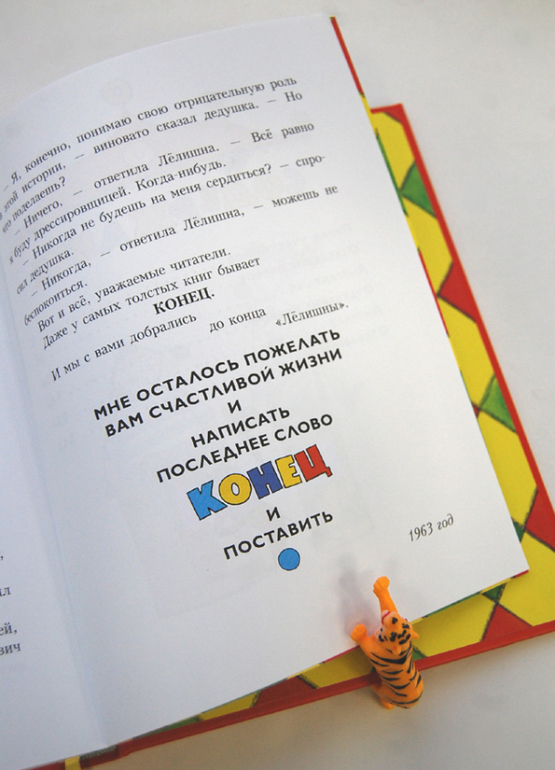 – Я, конечно, понимаю свою отрицательную роль
в этой истории, – виновато сказал дедушка. – Но
что поделаешь?
– Ничего, – ответила Лёлишна. – Всё равно
я буду дрессировщицей. Когда-нибудь.
– Никогда не будешь на меня сердиться? – спро-
сил дедушка.
– Никогда, – ответила Лёлишна, – можешь не
беспокоиться.
Вот и всё, уважаемые читатели.
Даже у самых толстых книг бывает
КОНЕЦ.
И мы с вами добрались до конца «Лёлишны».
МНЕ ОСТАЛОСЬ ПОЖЕЛАТЬ
ВАМ СЧАСТЛИВОЙ ЖИЗНИ
И
НАПИСАТЬ
ПОСЛЕДНЕЕ СЛОВО
КОНЕЦ
И
ПОСТАВИТЬ
1963 год